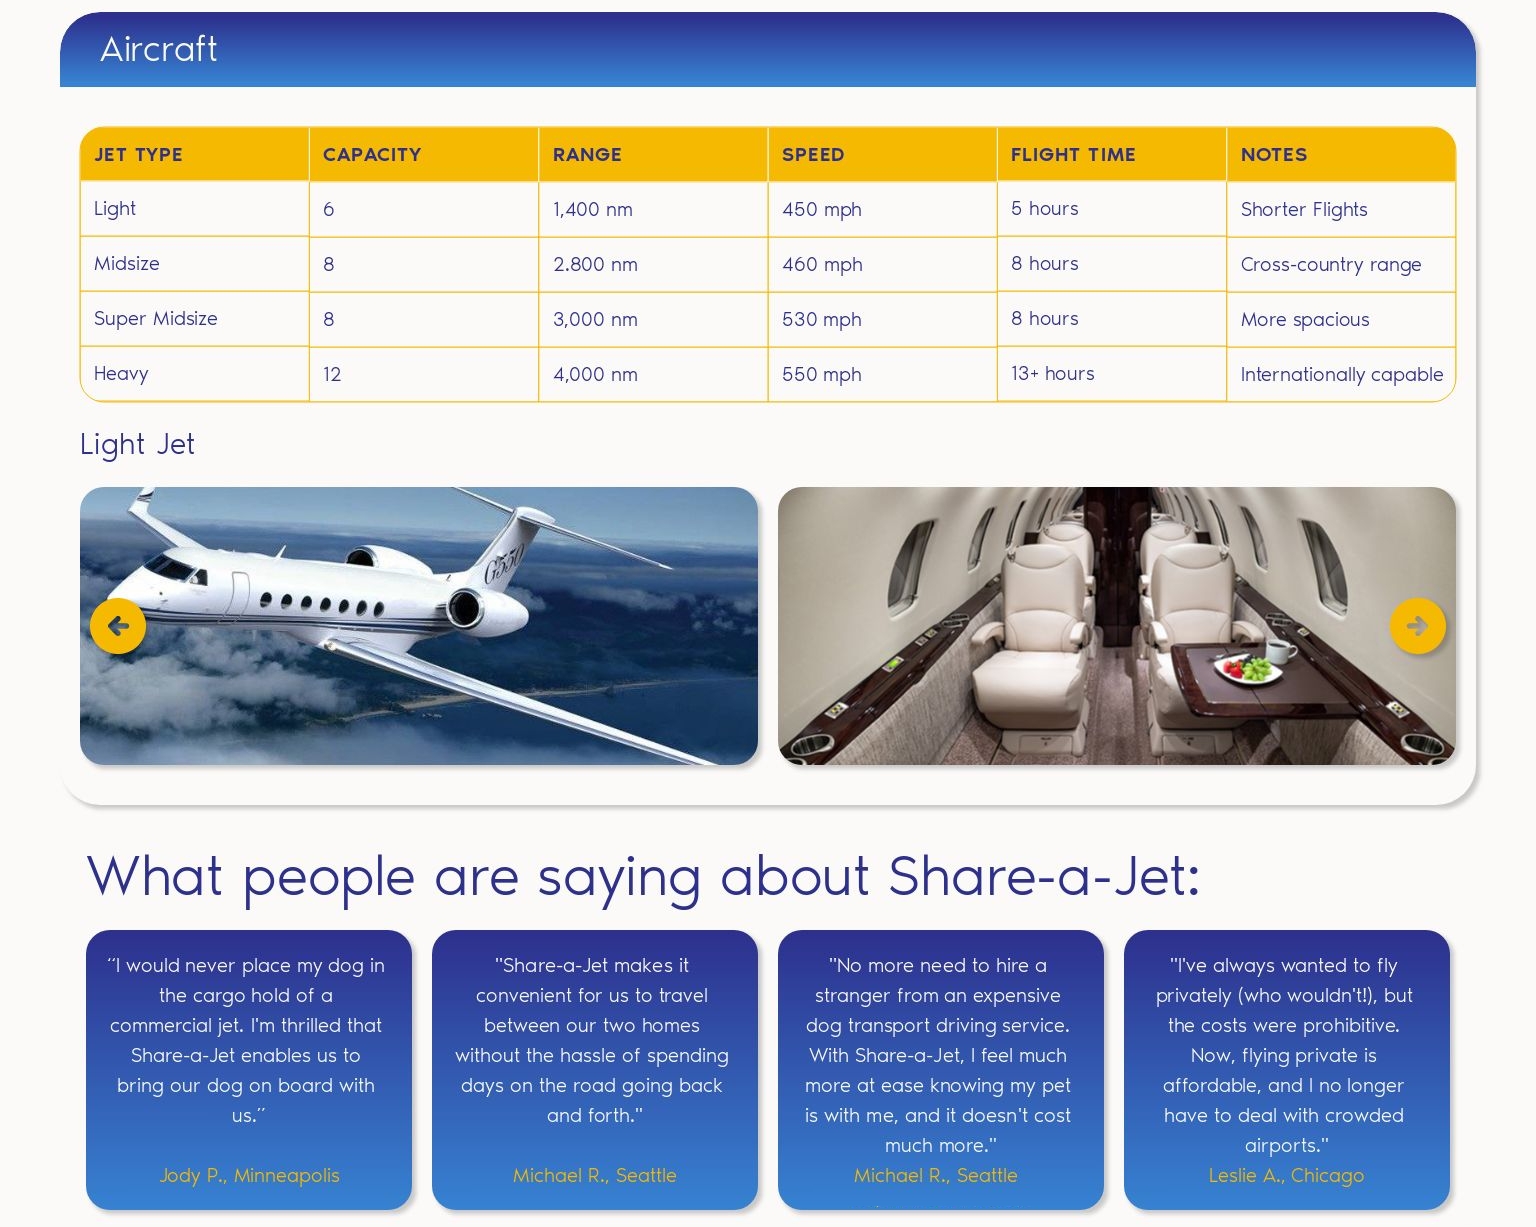 Aircraft
JET TYPE CAPACITY RANGE SPEED FLIGHT TIME NOTES
Light 6 1,400 nm 450 mph 5 hours Shorter Flights
Midsize 8 2.800 nm 460 mph 8 hours Cross-country range
Super Midsize 8 3,000 nm 530 mph 8 hours More spacious
Heavy 12 4,000 nm 550 mph 13+ hours Internationally capable
Light Jet
G550
What people are saying about Share-a-Jet:
“I would never place my dog in
the cargo hold of a
commercial jet. I'm thrilled that
Share-a-Jet enables us to
bring our dog on board with
us.”
Jody P., Minneapolis
"Share-a-Jet makes it
convenient for us to travel
between our two homes
without the hassle of spending
days on the road going back
and forth."
Michael R., Seattle
"No more need to hire a
stranger from an expensive
dog transport driving service.
With Share-a-Jet, I feel much
more at ease knowing my pet
is with me, and it doesn't cost
much more."
Michael R., Seattle
"I've always wanted to fly
privately (who wouldn't!), but
the costs were prohibitive.
Now, flying private is
affordable, and I no longer
have to deal with crowded
airports."
Leslie A., Chicago